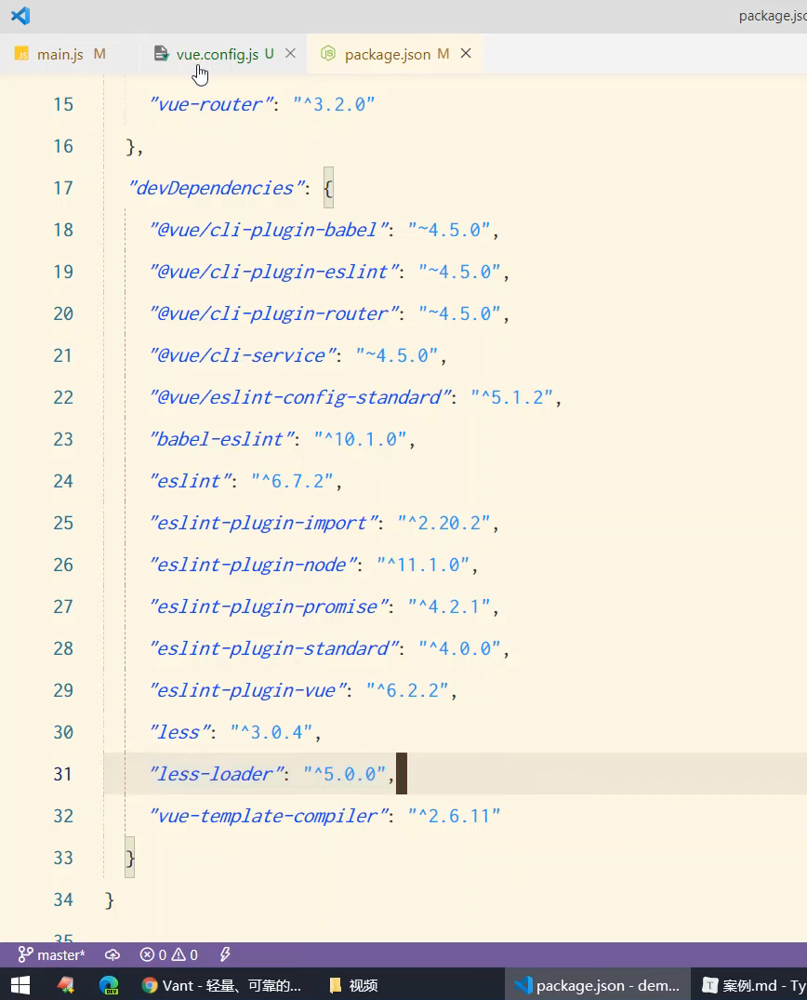 package.jso
main.js M
vue.config.js U
package.json M
15 "vue-router": "^3.2.0"
16 },
17 "devDependencies": {
18 "@vue/cli-plugin-babel": "~4.5.0",
19 "@vue/cli-plugin-eslint": "~4.5.0",
20 "@vue/cli-plugin-router": "~4.5.0",
21 "@vue/cli-service": "~4.5.0",
22 "@vue/eslint-config-standard": "^5.1.2",
23 "babel-eslint": "^10.1.0",
24 "eslint": "^6.7.2",
25 "eslint-plugin-import": "^2.20.2",
26 "eslint-plugin-node": "^11.1.0",
27 "eslint-plugin-promise": "^4.2.1",
28 "eslint-plugin-standard": "^4.0.0",
29 "eslint-plugin-vue": "^6.2.2",
30 "less": "^3.0.4",
31 "less-loader": "^5.0.0",
32 "vue-template-compiler": "^2.6.11"
33 }
34 }
35
master* 0 0
Vant - 轻量、可靠的... 视频 package.json - dem... 案例.md - Ty